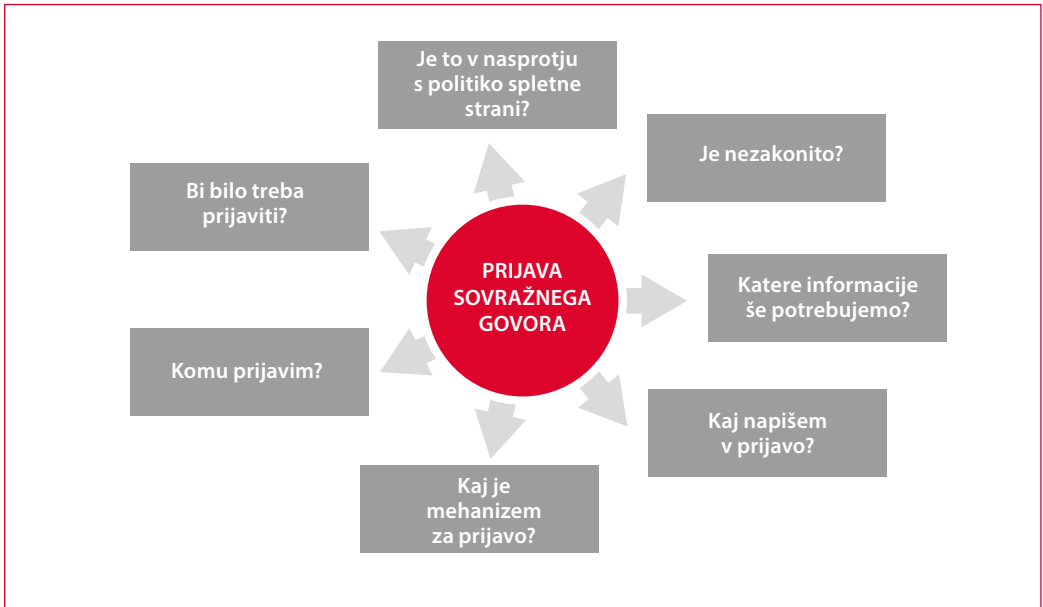 Je to v nasprotju
s politiko spletne
strani?
Je nezakonito?
Bi bilo treba
prijaviti?
PRIJAVA
SOVRAŽNEGA
GOVORA
Katere informacije
še potrebujemo?
Komu prijavim?
Kaj napišem
v prijavo?
Kaj je
mehanizem
za prijavo?